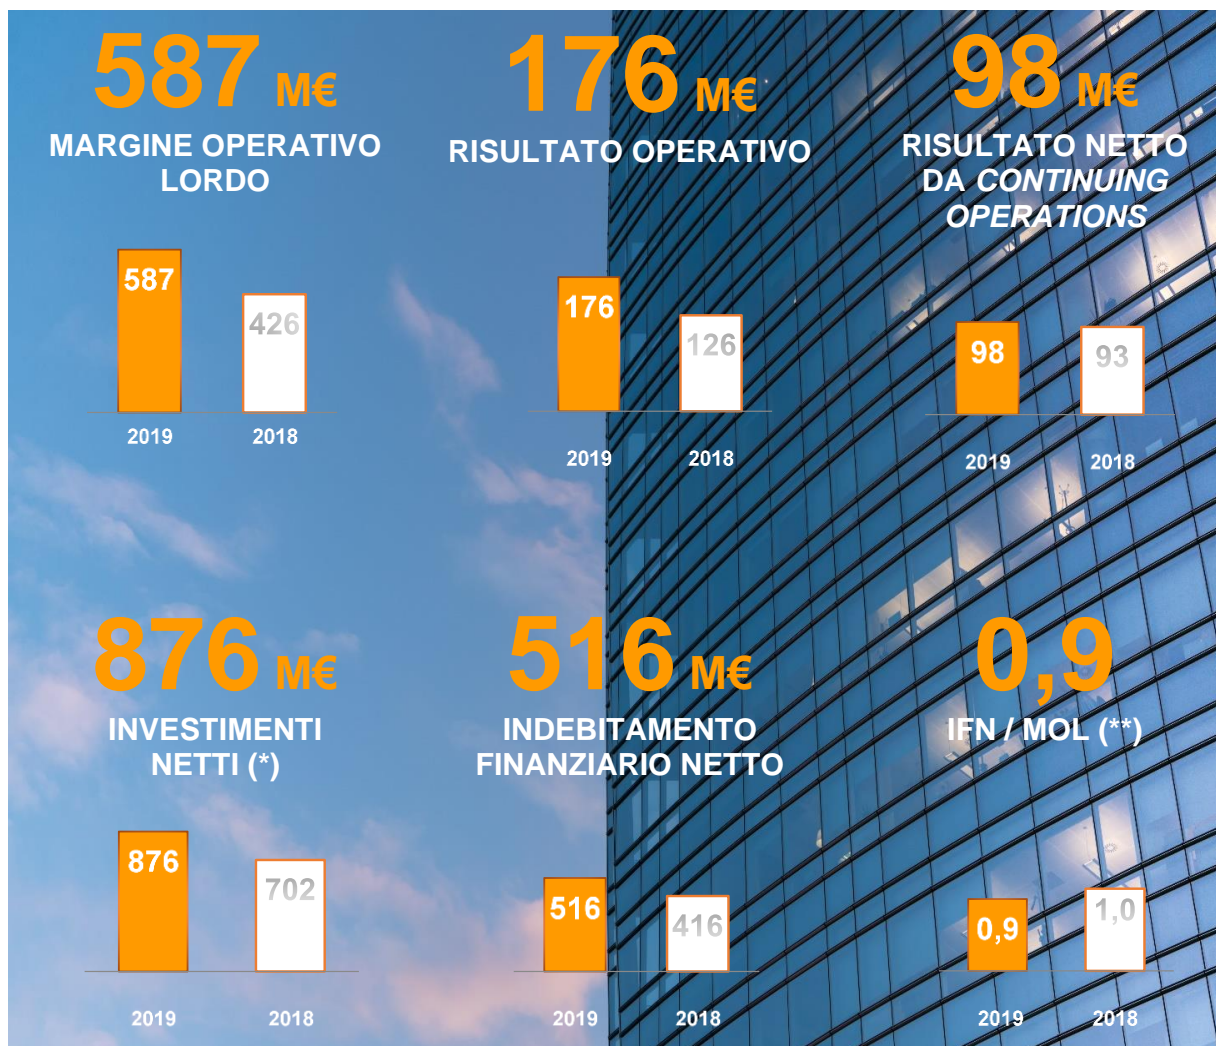 587 M€
MARGINE OPERATIVO
LORDO
587
426
2019
2018
176 M€
RISULTATO OPERATIVO
176
126
2019
2018
98 M€
RISULTATO NETTO
DA CONTINUING
OPERATIONS
98
93
2019
2018
876 M€
INVESTIMENTI
NETTI (*)
876
702
2019
2018
516 M€
INDEBITAMENTO
FINANZIARIO NETTO
516
416
2019
2018
0,9
IFN / MOL (**)
0,9
1,0
2019
2018